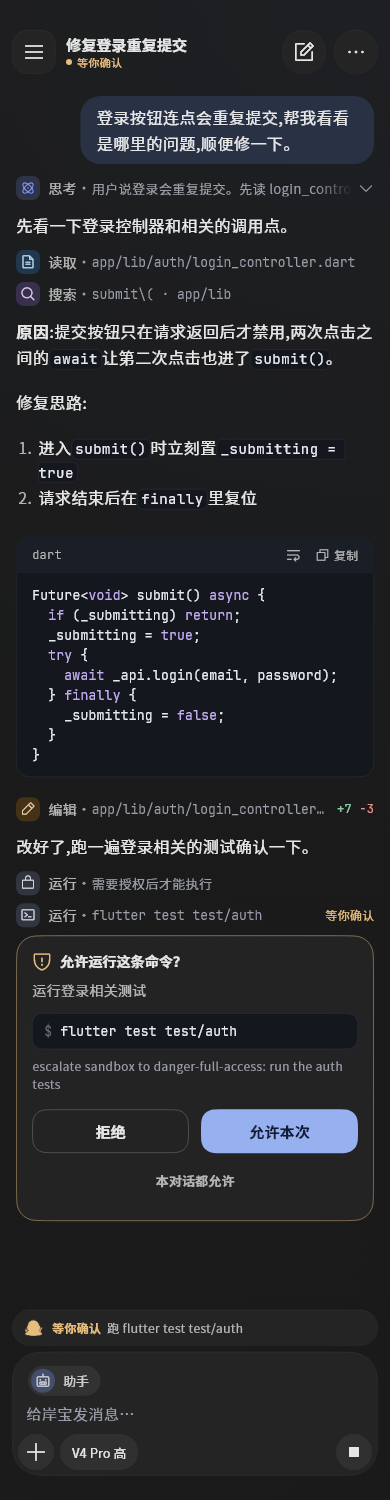 修复登录重复提交
等你确认
登录按钮连点会重复提交,帮我看看
是哪里的问题,顺便修一下。
思考 · 用户说登录会重复提交。先读 login_contro
先看一下登录控制器和相关的调用点。
读取 · app/lib/auth/login_controller.dart
搜索 · submit\( · app/lib
原因:提交按钮只在请求返回后才禁用,两次点击之
间的 await 让第二次点击也进了 submit()。
修复思路:
1. 进入 submit() 时立刻置 _submitting =
true
2. 请求结束后在 finally 里复位
dart 复制
Future<void> submit() async {
  if (_submitting) return;
  _submitting = true;
  try {
    await _api.login(email, password);
  } finally {
    _submitting = false;
  }
}
编辑 · app/lib/auth/login_controller… +7 -3
改好了,跑一遍登录相关的测试确认一下。
运行 · 需要授权后才能执行
运行 · flutter test test/auth 等你确认
允许运行这条命令?
运行登录相关测试
$ flutter test test/auth
escalate sandbox to danger-full-access: run the auth
tests
拒绝 允许本次
本对话都允许
等你确认 跑 flutter test test/auth
助手
给岸宝发消息…
V4 Pro 高